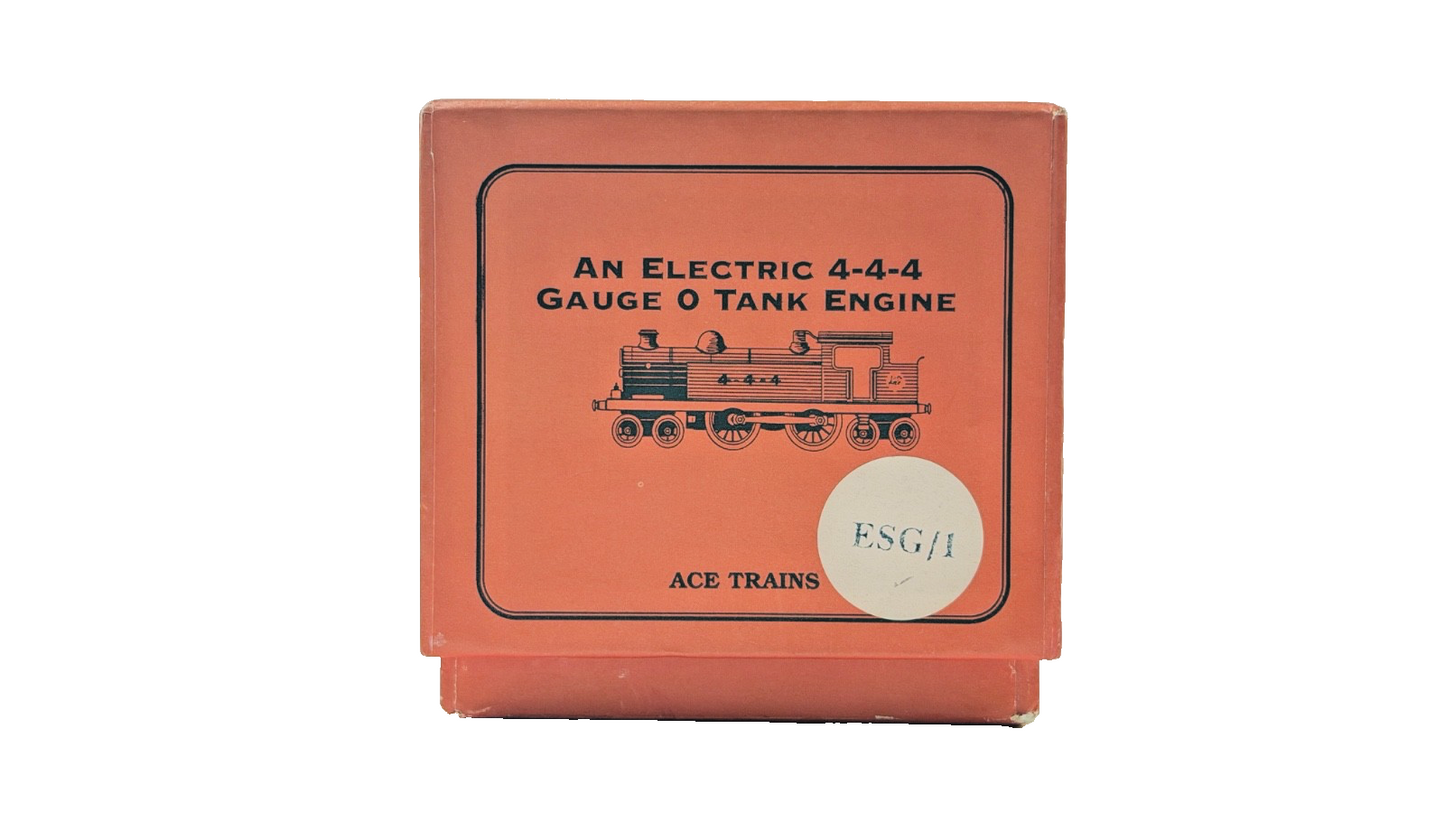 AN ELECTRIC 4-4-4
GAUGE 0 TANK ENGINE
4-4-4
ESG/1
ACE TRAINS